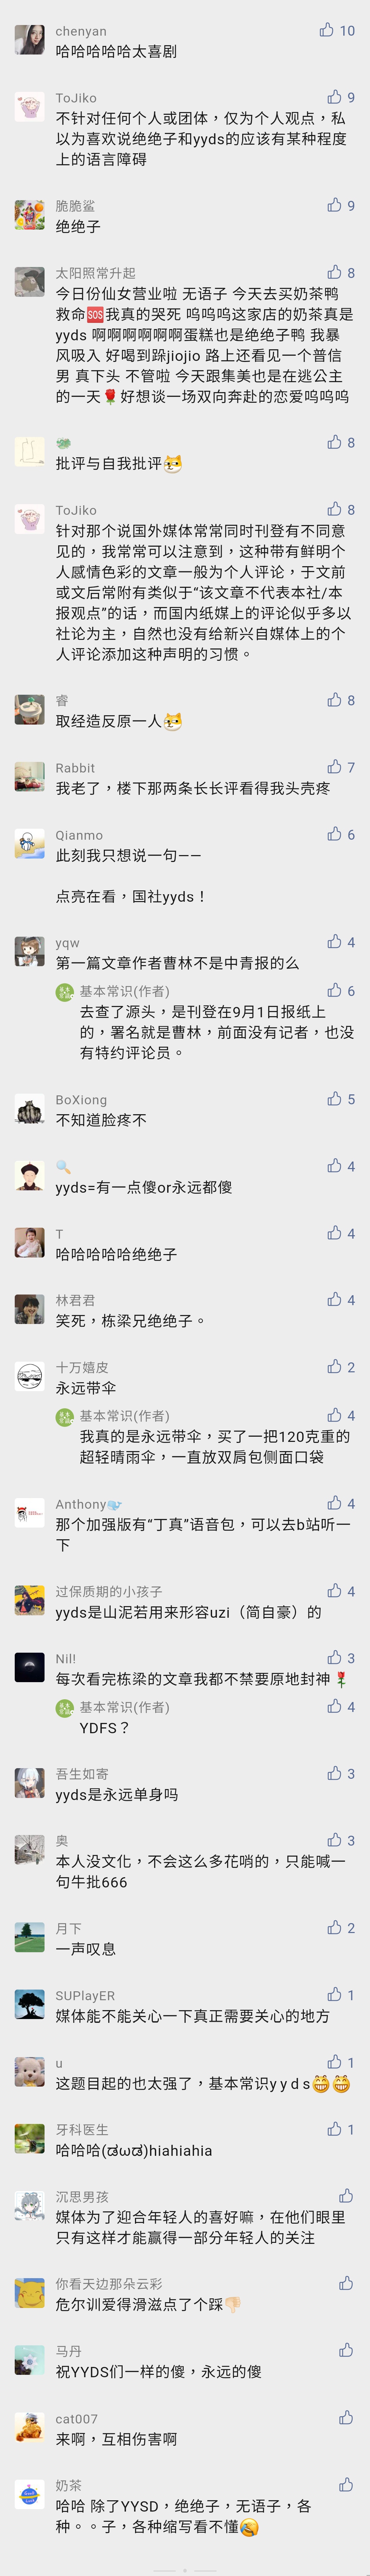 chenyan
10
哈哈哈哈哈太喜剧
ToJiko
9
不针对任何个人或团体，仅为个人观点，私
以为喜欢说绝绝子和yyds的应该有某种程度
上的语言障碍
脆脆鲨
9
绝绝子
太阳照常升起
8
今日份仙女营业啦 无语子 今天去买奶茶鸭
救命🆘我真的哭死 呜呜呜这家店的奶茶真是
yyds 啊啊啊啊啊啊蛋糕也是绝绝子鸭 我暴
风吸入 好喝到跺jiojio 路上还看见一个普信
男 真下头 不管啦 今天跟集美也是在逃公主
的一天🌹好想谈一场双向奔赴的恋爱呜呜呜
8
批评与自我批评
ToJiko
8
针对那个说国外媒体常常同时刊登有不同意
见的，我常常可以注意到，这种带有鲜明个
人感情色彩的文章一般为个人评论，于文前
或文后常附有类似于“该文章不代表本社/本
报观点”的话，而国内纸媒上的评论似乎多以
社论为主，自然也没有给新兴自媒体上的个
人评论添加这种声明的习惯。
睿
8
取经造反原一人
Rabbit
7
我老了，楼下那两条长长评看得我头壳疼
Qianmo
6
此刻我只想说一句——
点亮在看，国社yyds！
yqw
4
第一篇文章作者曹林不是中青报的么
基本常识(作者)
6
去查了源头，是刊登在9月1日报纸上
的，署名就是曹林，前面没有记者，也没
有特约评论员。
BoXiong
5
不知道脸疼不
🔍
4
yyds=有一点傻or永远都傻
T
4
哈哈哈哈哈绝绝子
林君君
4
笑死，栋梁兄绝绝子。
十万嬉皮
2
永远带伞
基本常识(作者)
4
我真的是永远带伞，买了一把120克重的
超轻晴雨伞，一直放双肩包侧面口袋
Anthony🐳
4
那个加强版有“丁真”语音包，可以去b站听一
下
过保质期的小孩子
4
yyds是山泥若用来形容uzi（简自豪）的
Nil!
3
每次看完栋梁的文章我都不禁要原地封神🌹
基本常识(作者)
4
YDFS？
吾生如寄
3
yyds是永远单身吗
奥
3
本人没文化，不会这么多花哨的，只能喊一
句牛批666
月下
2
一声叹息
SUPlayER
1
媒体能不能关心一下真正需要关心的地方
u
1
这题目起的也太强了，基本常识y y d s😁😁
牙科医生
1
哈哈哈(ಡωಡ)hiahiahia
沉思男孩
媒体为了迎合年轻人的喜好嘛，在他们眼里
只有这样才能赢得一部分年轻人的关注
你看天边那朵云彩
危尔训爱得滑滋点了个踩👎🏻
马丹
祝YYDS们一样的傻，永远的傻
cat007
来啊，互相伤害啊
奶茶
哈哈 除了YYSD，绝绝子，无语子，各
种。。子，各种缩写看不懂🤣